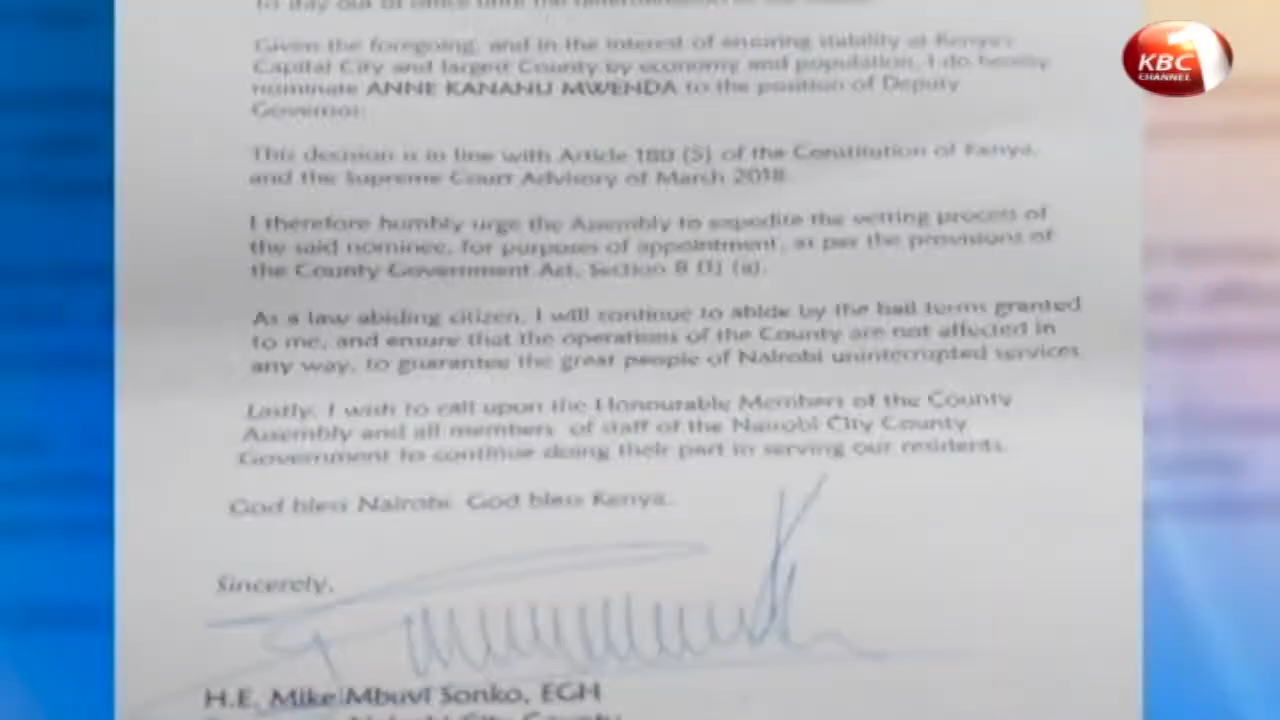 KBC 1
CHANNEL
Given the foregoing, and in the interest of ensuring stability at Kenya's
Capital City and largest County by economy and population, I do hereby
nominate ANNE KANANU MWENDA to the position of Deputy
Governor.
This decision is in line with Article 180 (5) of the Constitution of Kenya,
and the Supreme Court Advisory of March 2018.
I therefore humbly urge the Assembly to expedite the vetting process of
the said nominee, for purposes of appointment, as per the provisions of
the County Government Act, Section 8 (1) (a).
As a law abiding citizen, I will continue to abide by the bail terms granted
to me, and ensure that the operations of the County are not affected in
any way, to guarantee the great people of Nairobi uninterrupted services.
Lastly, I wish to call upon the Honourable Members of the County
Assembly and all members of staff of the Nairobi City County
Government to continue doing their part in serving our residents.
God bless Nairobi. God bless Kenya.
Sincerely,
H.E. Mike Mbuvi Sonko, EGH
Nairobi City County